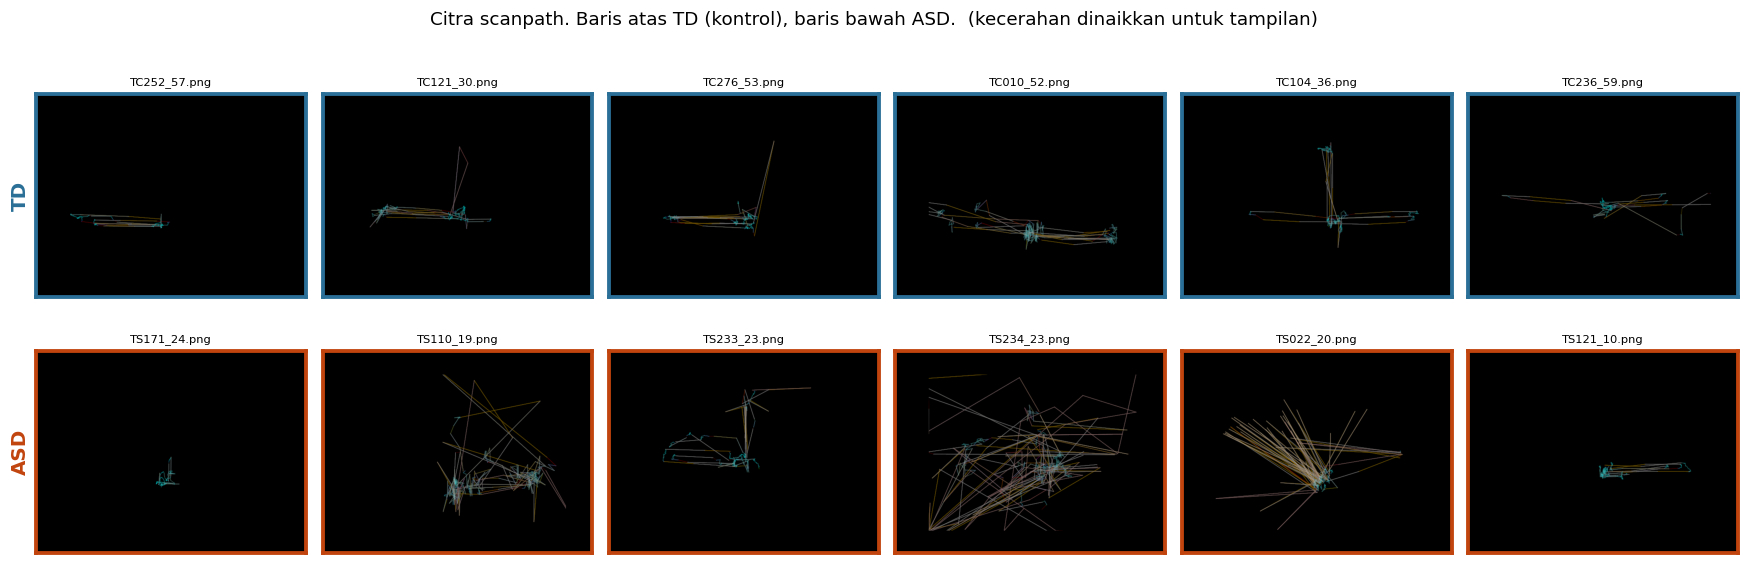 Citra scanpath. Baris atas TD (kontrol), baris bawah ASD.  (kecerahan dinaikkan untuk tampilan)
TC252_57.png
TC121_30.png
TC276_53.png
TC010_52.png
TC104_36.png
TC236_59.png
TD
TS171_24.png
TS110_19.png
TS233_23.png
TS234_23.png
TS022_20.png
TS121_10.png
ASD